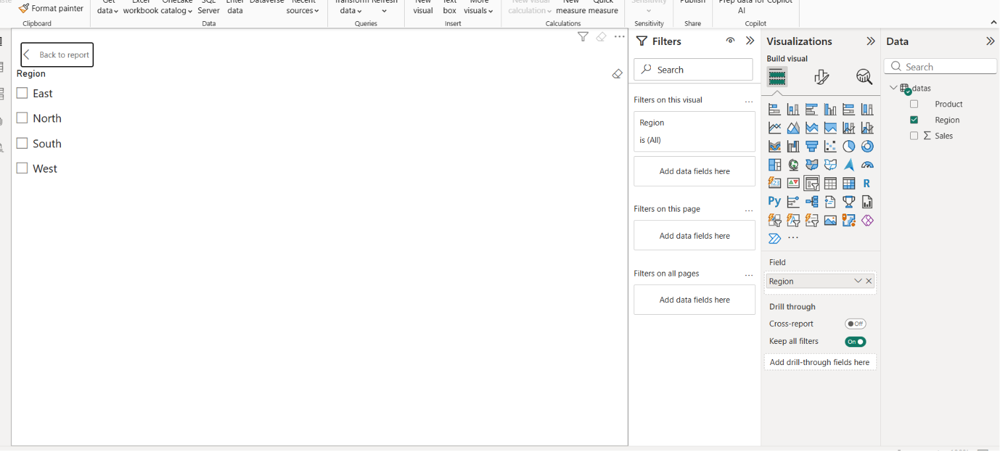 Format painter
Get data
Excel workbook
OneLake catalog
SQL Server
Enter data
Dataverse
Recent sources
Transform data
Refresh
New visual
Text box
More visuals
New visual calculation
New measure
Quick measure
Sensitivity
Publish
Prep data for Copilot
AI
Clipboard
Data
Queries
Insert
Calculations
Sensitivity
Share
Copilot
Back to report
Region
East
North
South
West
Filters
Search
Filters on this visual
...
Region
is (All)
Add data fields here
Filters on this page
...
Add data fields here
Filters on all pages
...
Add data fields here
Visualizations
Build visual
123
R
Py
...
Field
Region
Drill through
Cross-report
Off
Keep all filters
On
Add drill-through fields here
Data
Search
datas
Product
Region
Σ Sales